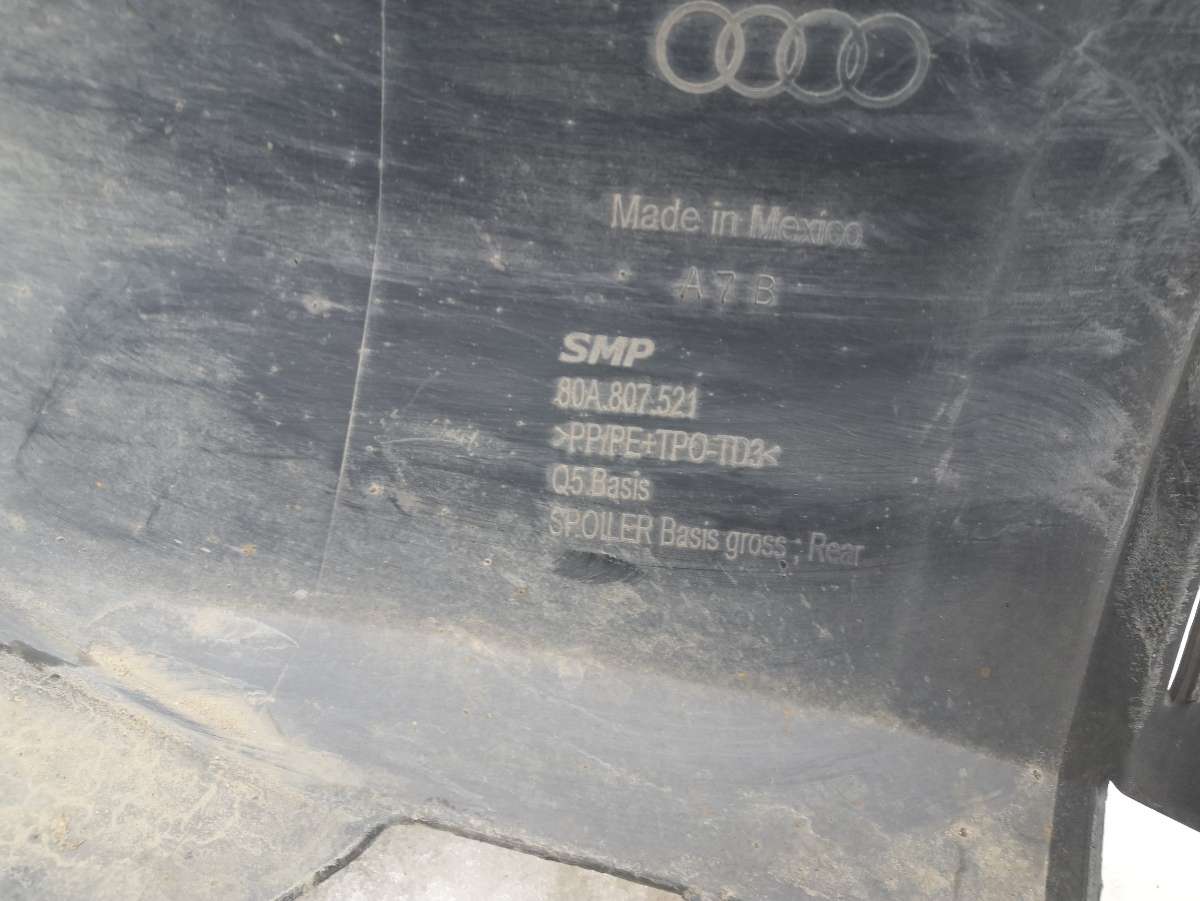 Made in Mexico
A 7 B
SMP
80A.807.521
>PP/PE+TPO-TD3<
Q5 Basis
SPOILER Basis gross ; Rear